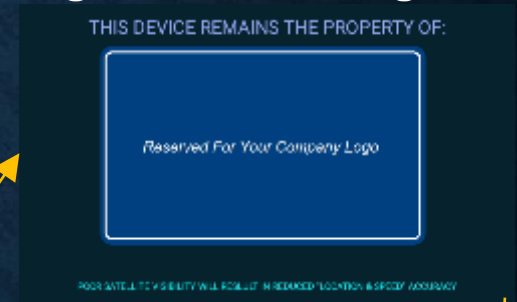 THIS DEVICE REMAINS THE PROPERTY OF:
Reserved For Your Company Logo
POOR SATELLITE VISIBILITY WILL RESULT IN REDUCED "LOCATION & SPEED" ACCURACY